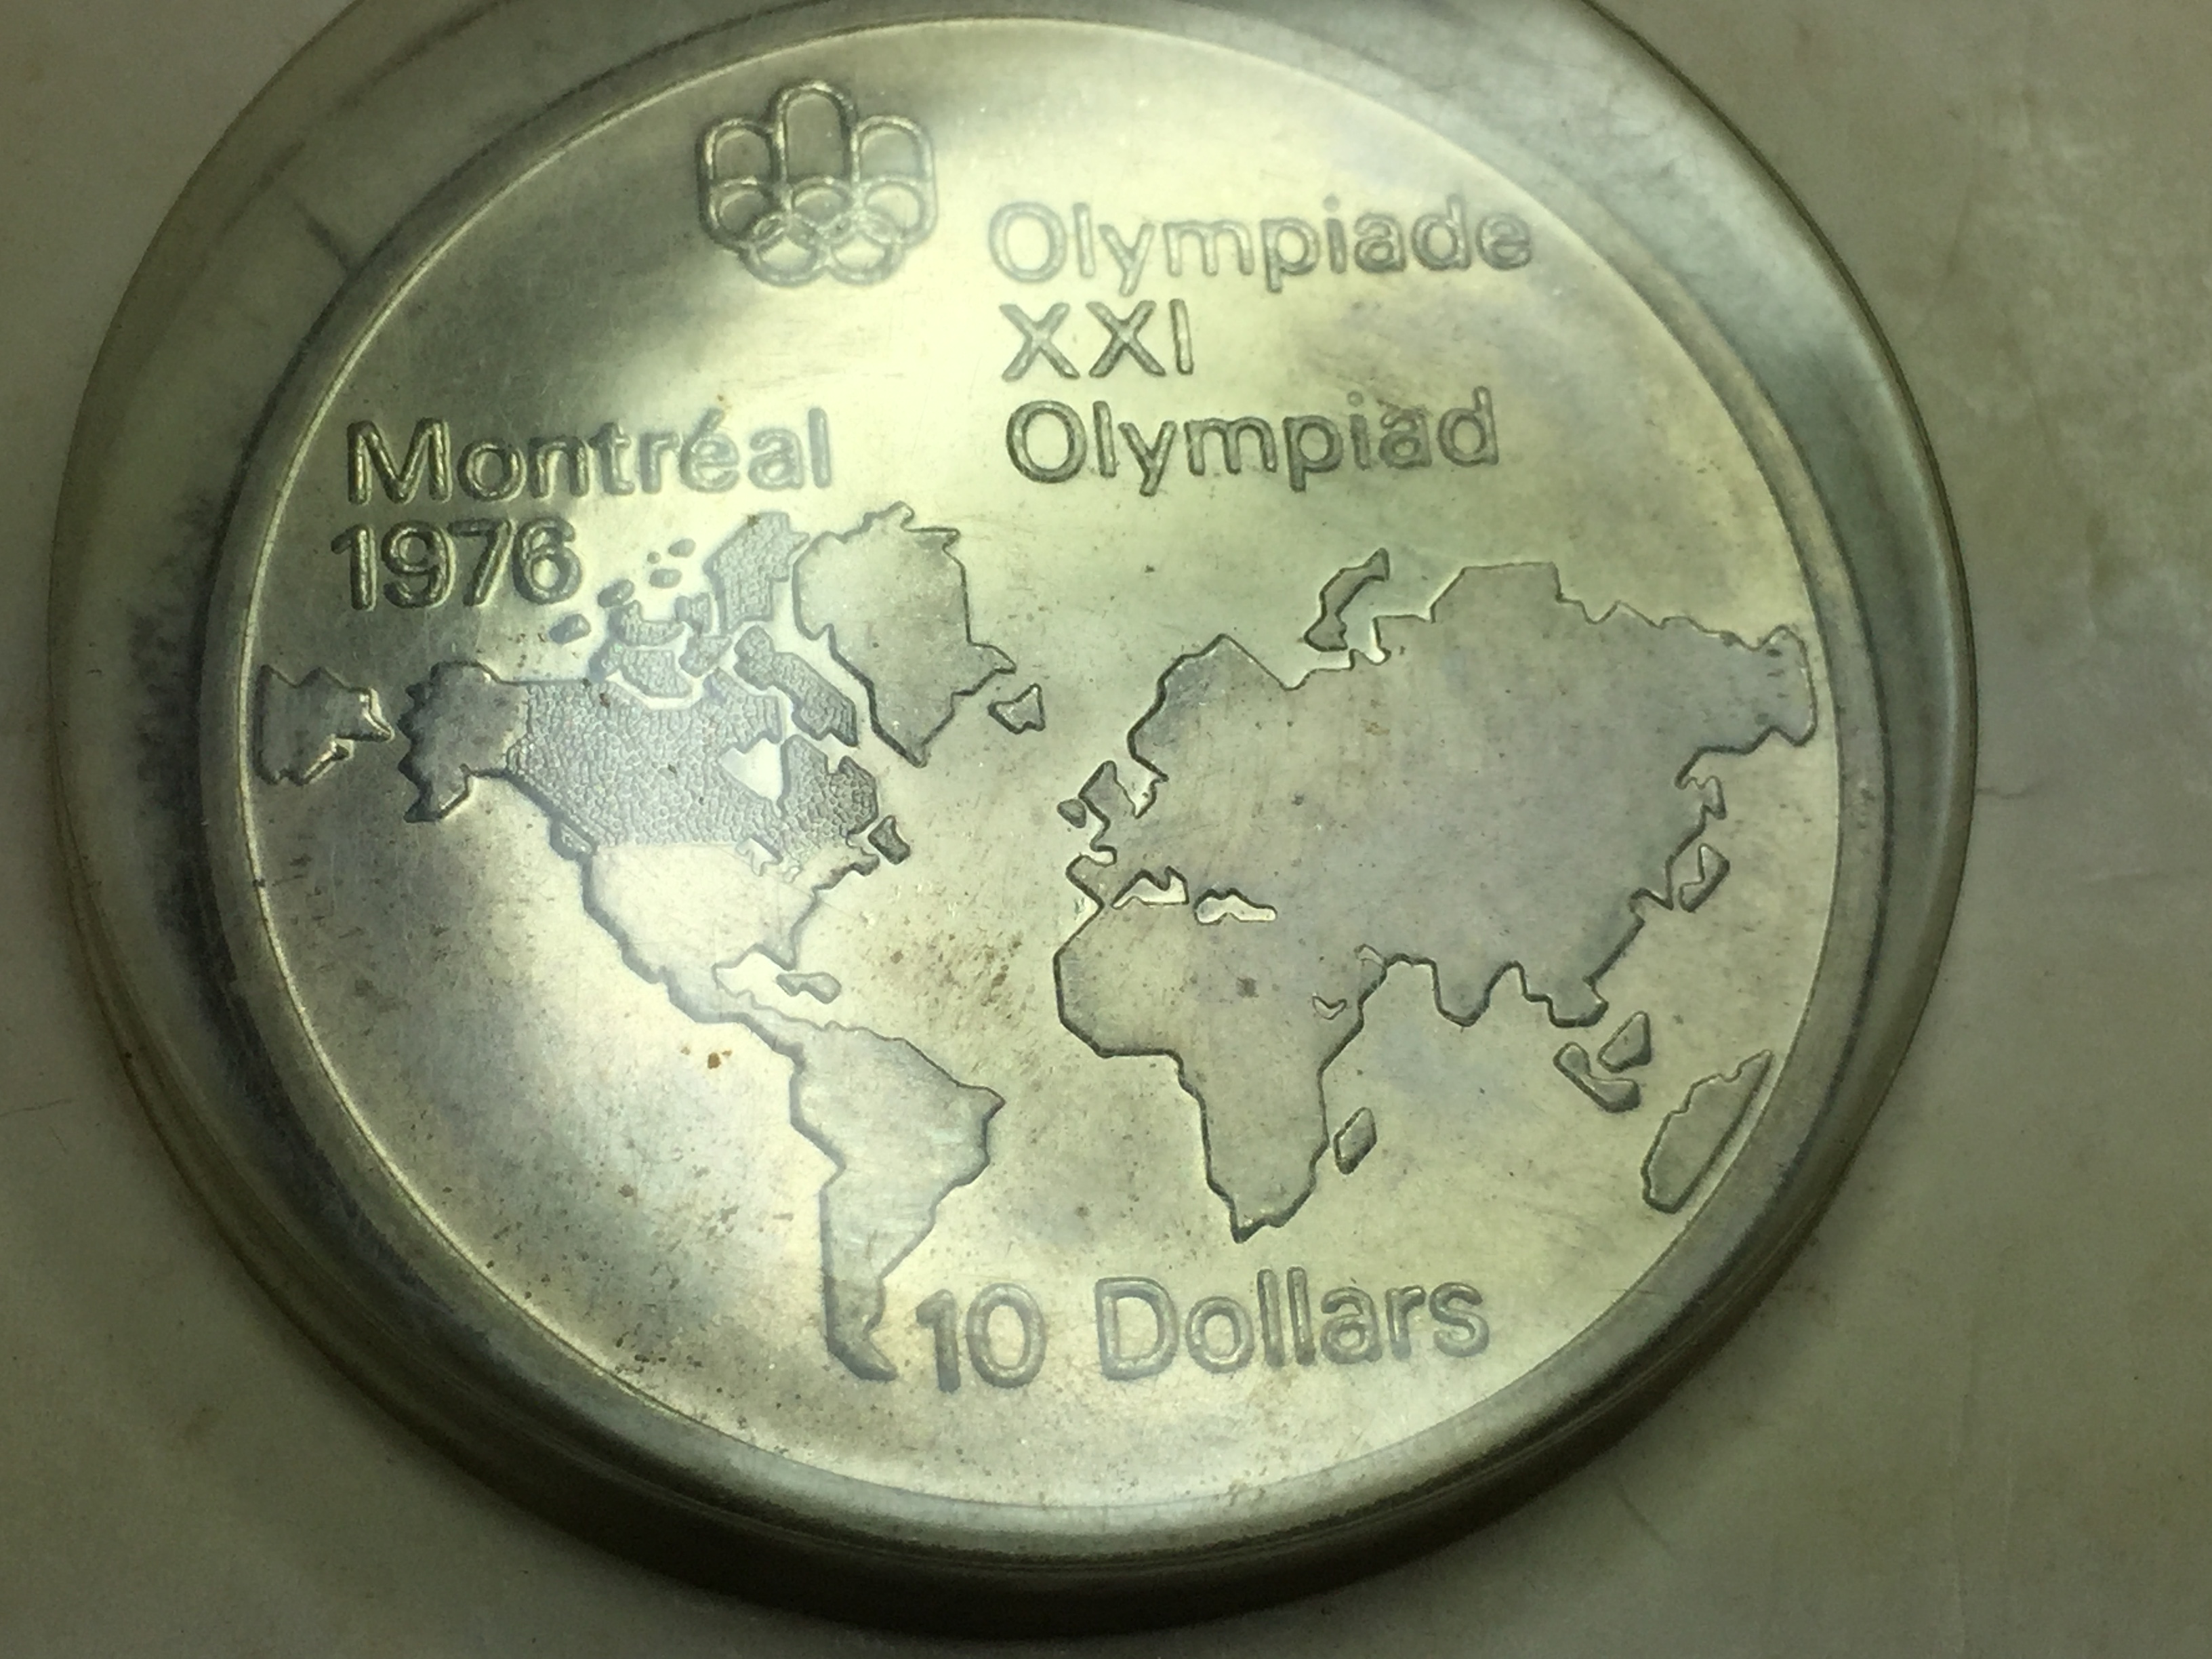 Olympiade
XXI
Olympiad
Montréal
1976
10 Dollars